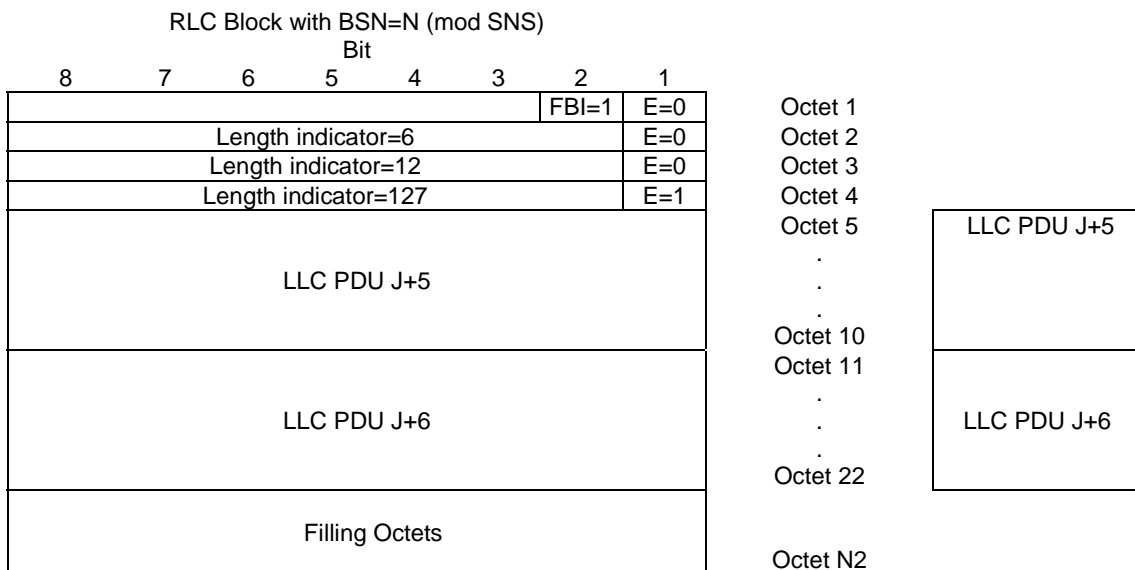 RLC Block with BSN=N (mod SNS)
Bit
8 7 6 5 4 3 2 1
FBI=1 E=0 Octet 1
Length indicator=6 E=0 Octet 2
Length indicator=12 E=0 Octet 3
Length indicator=127 E=1 Octet 4
Octet 5 LLC PDU J+5
.
LLC PDU J+5 .
.
Octet 10
Octet 11
.
LLC PDU J+6 . LLC PDU J+6
.
Octet 22
Filling Octets
Octet N2